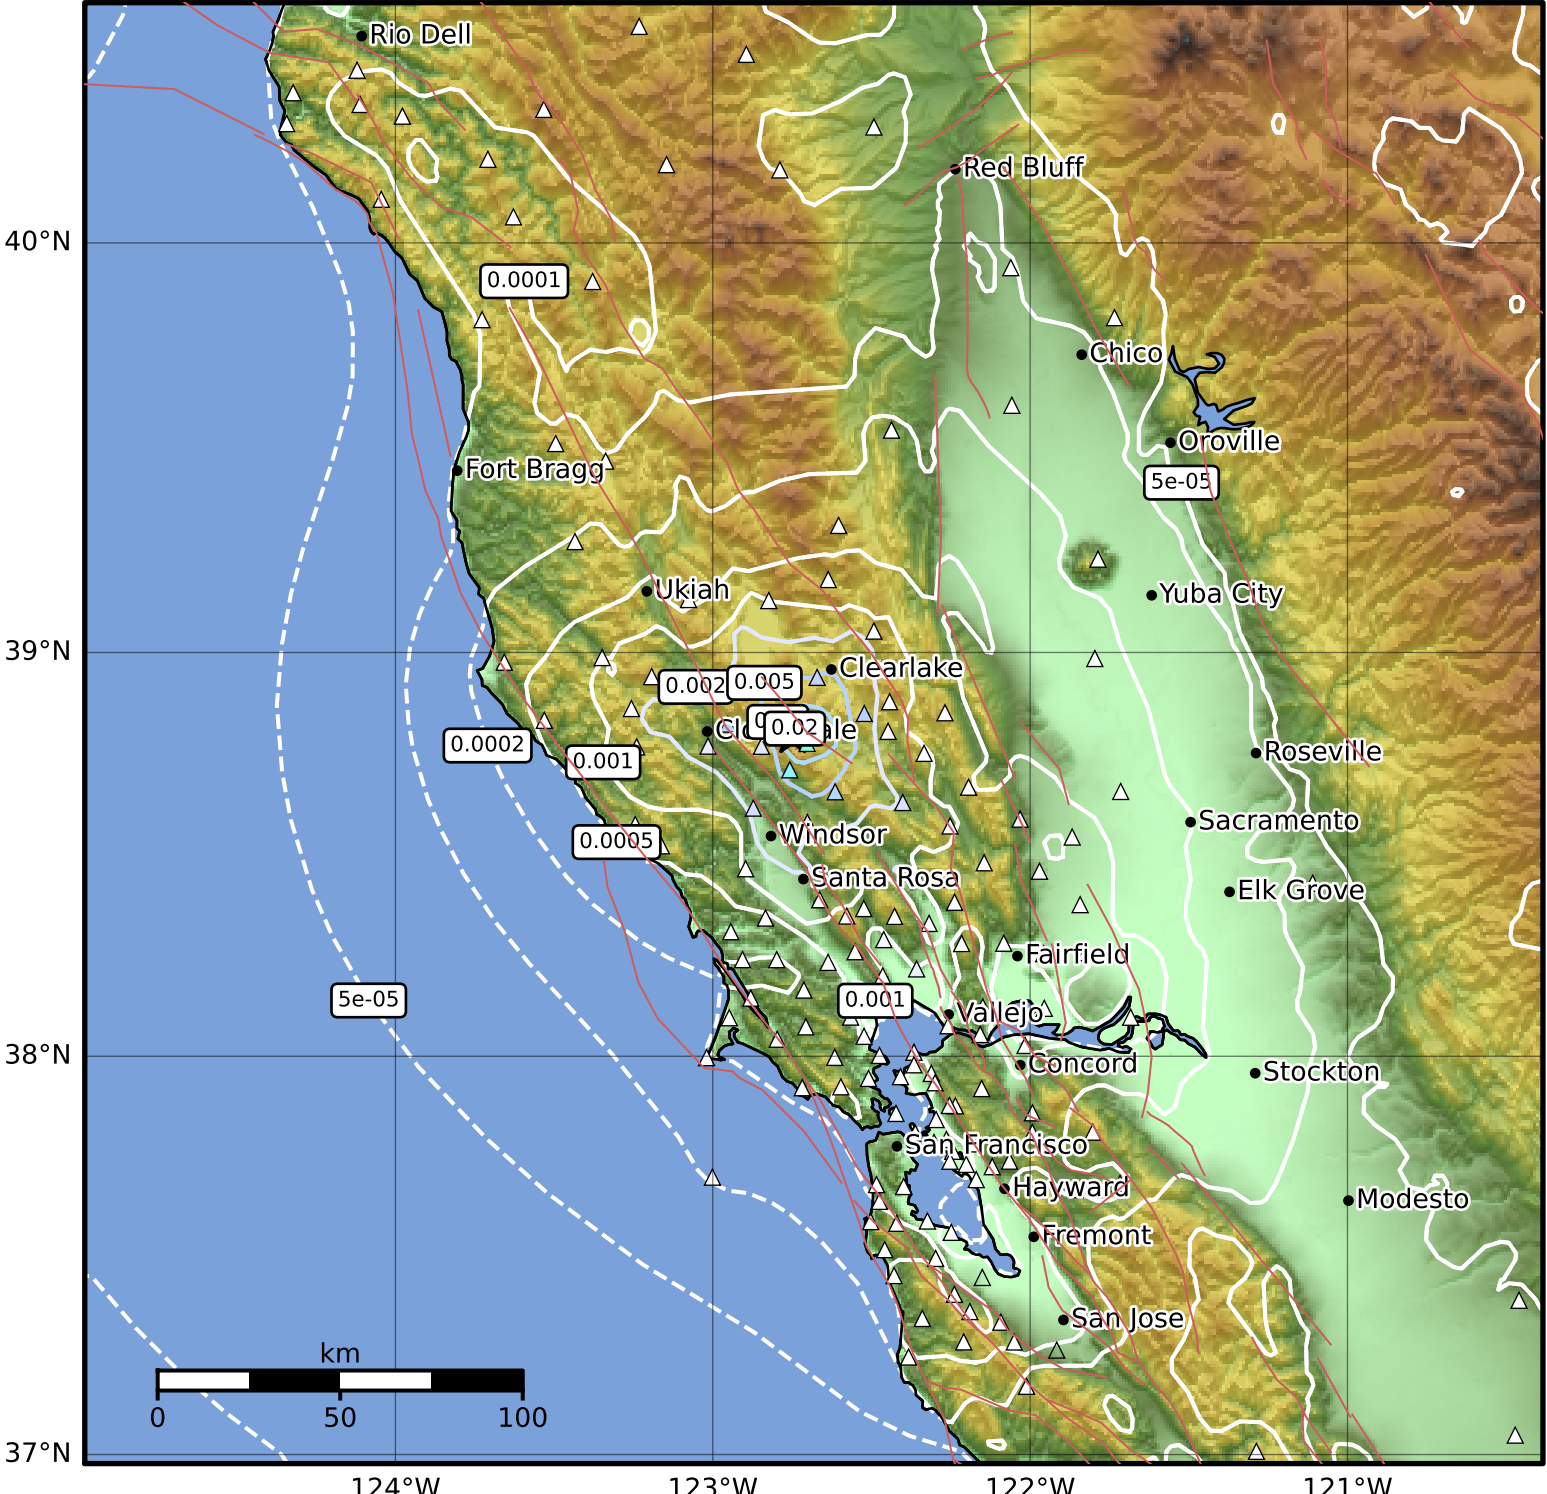 Rio Dell
Red Bluff
40°N
0.0001
Chico
Oroville
Fort Bragg
5e-05
Ukiah
Yuba City
39°N
Clearlake
0.002
0.005
0.02
0.0002
Roseville
0.001
Sacramento
Windsor
0.0005
Santa Rosa
Elk Grove
Fairfield
5e-05
0.001
Vallejo
38°N
Concord
Stockton
San Francisco
Hayward
Modesto
Fremont
San Jose
km
0 50 100
37°N
124°W 123°W 122°W 121°W